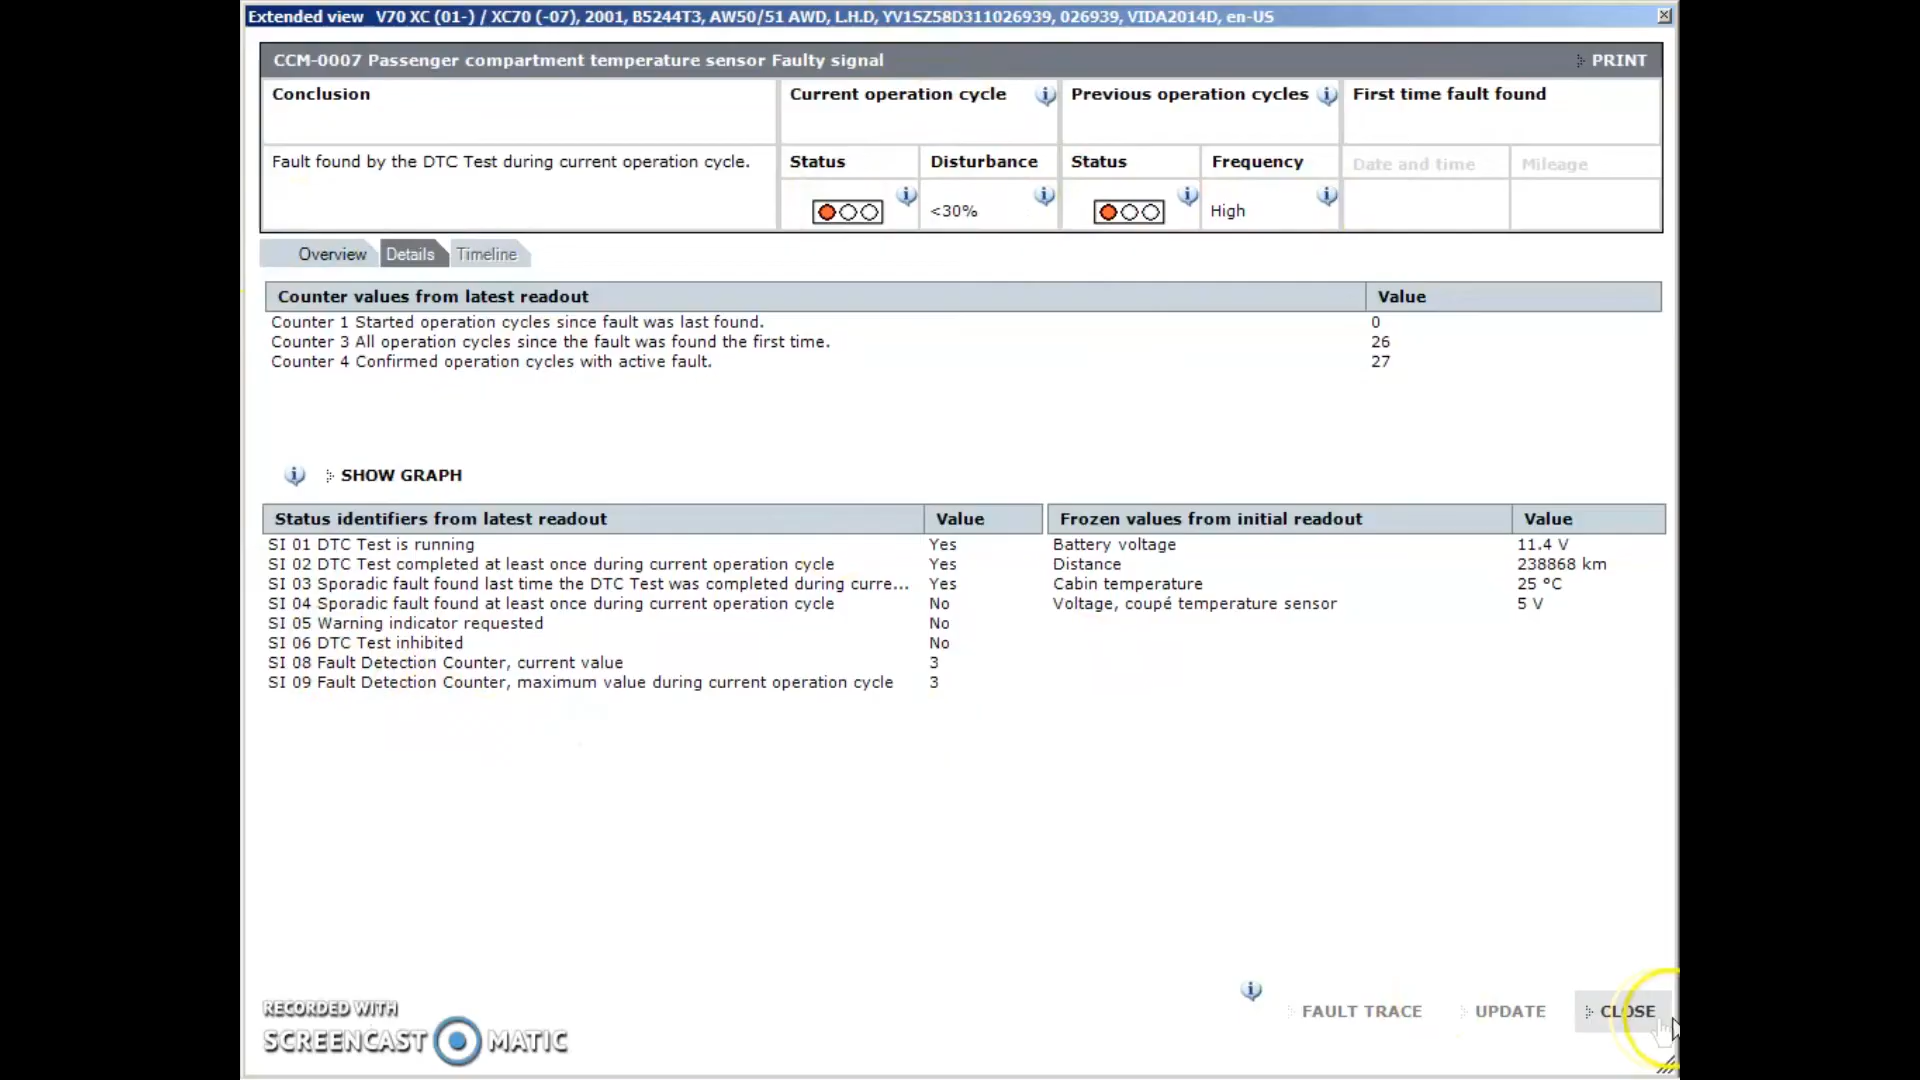 Extended view V70 XC (01-) / XC70 (-07), 2001, B5244T3, AW50/51 AWD, L.H.D, YV1SZ58D311026939, 026939, VIDA2014D, en-US
CCM-0007 Passenger compartment temperature sensor Faulty signal PRINT
Conclusion Current operation cycle Previous operation cycles First time fault found
Fault found by the DTC Test during current operation cycle. Status Disturbance Status Frequency Date and time Mileage
<30% High
Overview Details Timeline
Counter values from latest readout Value
Counter 1 Started operation cycles since fault was last found. 0
Counter 3 All operation cycles since the fault was found the first time. 26
Counter 4 Confirmed operation cycles with active fault. 27
SHOW GRAPH
Status identifiers from latest readout Value Frozen values from initial readout Value
SI 01 DTC Test is running Yes Battery voltage 11.4 V
SI 02 DTC Test completed at least once during current operation cycle Yes Distance 238868 km
SI 03 Sporadic fault found last time the DTC Test was completed during curre... Yes Cabin temperature 25 °C
SI 04 Sporadic fault found at least once during current operation cycle No Voltage, coupé temperature sensor 5 V
SI 05 Warning indicator requested No
SI 06 DTC Test inhibited No
SI 08 Fault Detection Counter, current value 3
SI 09 Fault Detection Counter, maximum value during current operation cycle 3
FAULT TRACE UPDATE CLOSE
RECORDED WITH
SCREENCAST MATIC